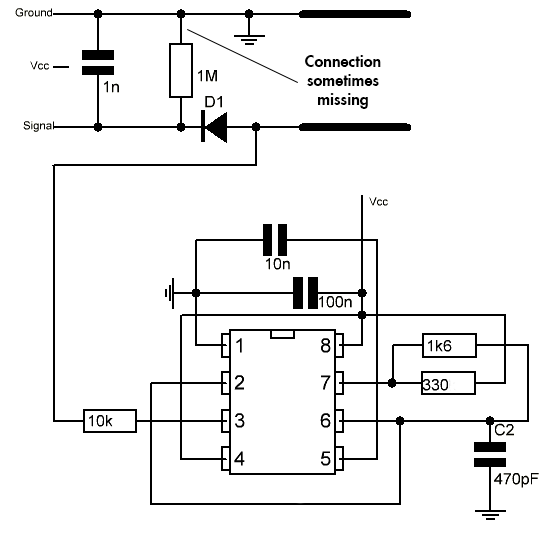 Ground
Vcc
1n
1M
Connection
sometimes
missing
D1
Signal
Vcc
10n
100n
1
8
1k6
2
7
330
10k
3
6
C2
4
5
470pF